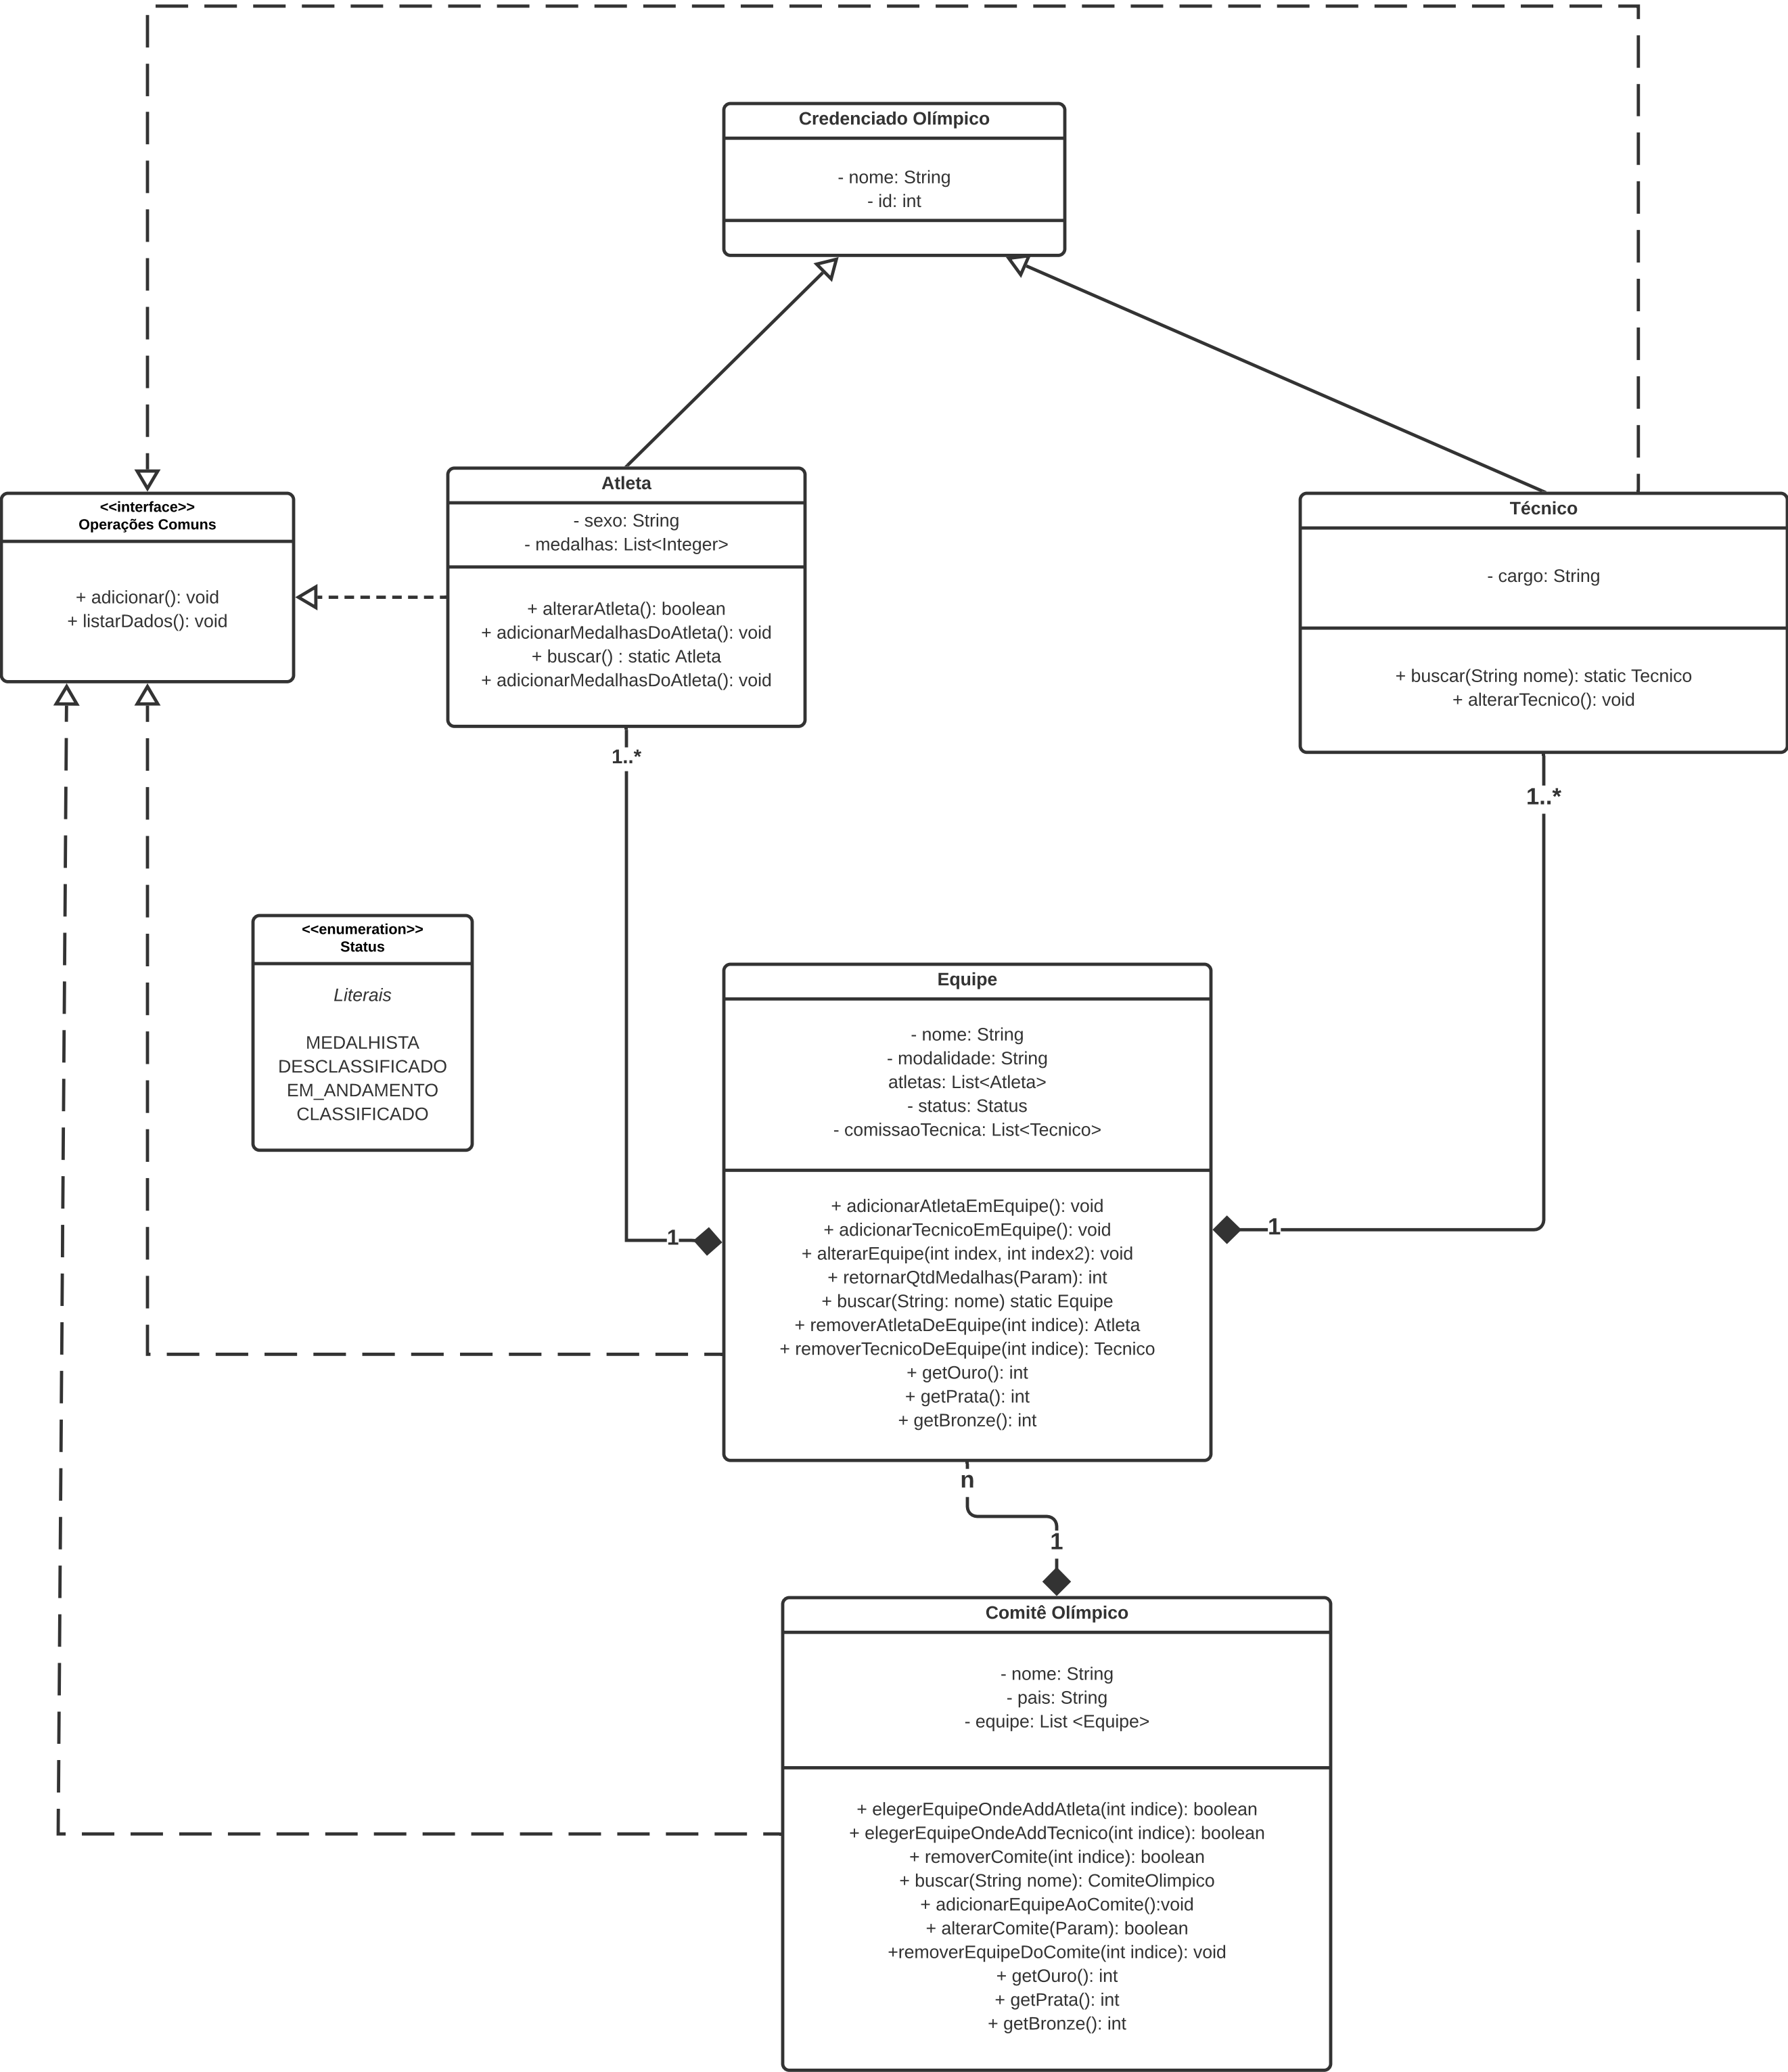 Credenciado Olímpico
- nome: String
- id: int
<<interface>>
Operações Comuns
+ adicionar(): void
+ listarDados(): void
Atleta
- sexo: String
- medalhas: List<Integer>
+ alterarAtleta(): boolean
+ adicionarMedalhasDoAtleta(): void
+ buscar() : static Atleta
+ adicionarMedalhasDoAtleta(): void
Técnico
- cargo: String
+ buscar(String nome): static Tecnico
+ alterarTecnico(): void
1..*
1..*
<<enumeration>>
Status
Literais
MEDALHISTA
DESCLASSIFICADO
EM_ANDAMENTO
CLASSIFICADO
Equipe
- nome: String
- modalidade: String
atletas: List<Atleta>
- status: Status
- comissaoTecnica: List<Tecnico>
+ adicionarAtletaEmEquipe(): void
+ adicionarTecnicoEmEquipe(): void
+ alterarEquipe(int index, int index2): void
+ retornarQtdMedalhas(Param): int
+ buscar(String: nome) static Equipe
+ removerAtletaDeEquipe(int indice): Atleta
+ removerTecnicoDeEquipe(int indice): Tecnico
+ getOuro(): int
+ getPrata(): int
+ getBronze(): int
1
1
n
1
Comitê Olímpico
- nome: String
- pais: String
- equipe: List <Equipe>
+ elegerEquipeOndeAddAtleta(int indice): boolean
+ elegerEquipeOndeAddTecnico(int indice): boolean
+ removerComite(int indice): boolean
+ buscar(String nome): ComiteOlimpico
+ adicionarEquipeAoComite():void
+ alterarComite(Param): boolean
+removerEquipeDoComite(int indice): void
+ getOuro(): int
+ getPrata(): int
+ getBronze(): int